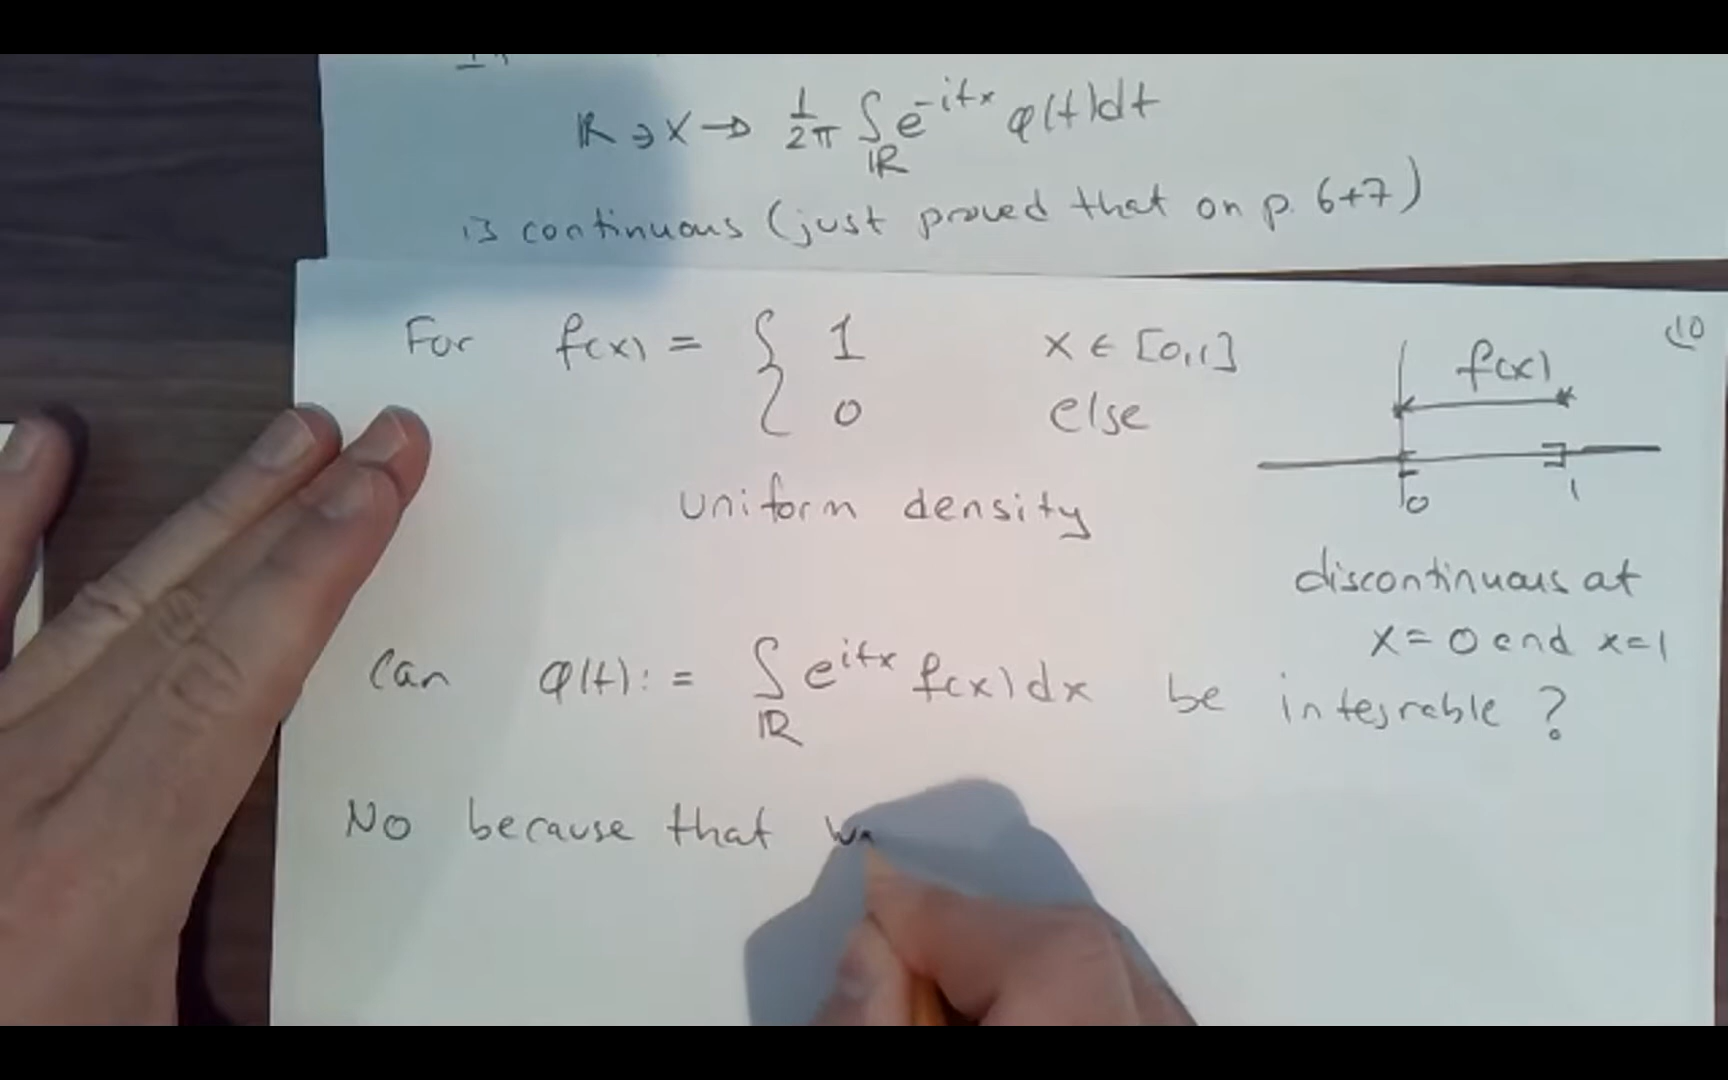 ℝ ∋ x → 1/2π ∫_ℝ e^{-itx} φ(t)dt
is continuous (just proved that on p. 6+7)
10
For f(x) = { 1 x ∈ [0,1]
0 else
f(x)
0 1
uniform density
discontinuous at
x=0 and x=1
Can φ(t) := ∫_ℝ e^{itx} f(x)dx be integrable ?
No because that